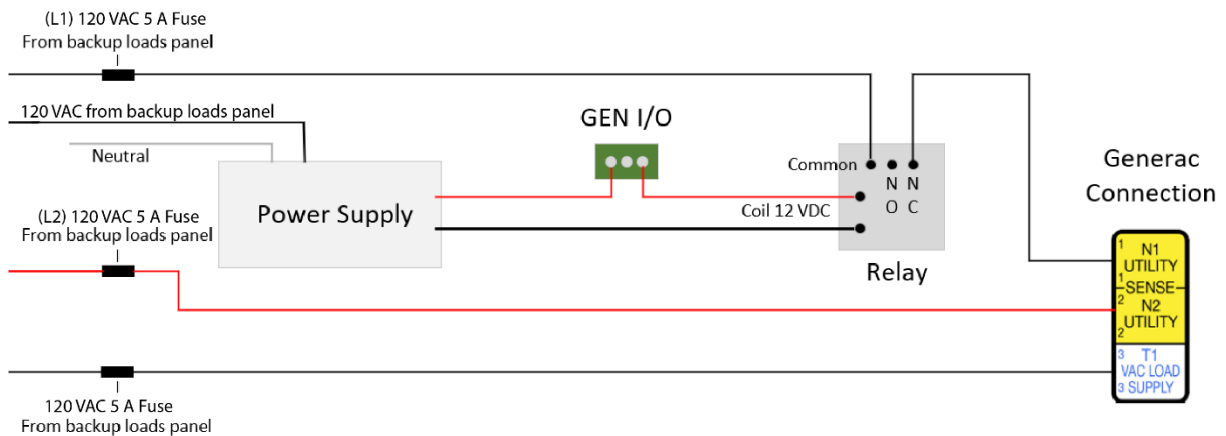 (L1) 120 VAC 5 A Fuse
From backup loads panel
120 VAC from backup loads panel
Neutral
GEN I/O
Power Supply
(L2) 120 VAC 5 A Fuse
From backup loads panel
Common
N N
O C
Coil 12 VDC
Relay
Generac
Connection
1 N1
UTILITY
1
SENSE
2 N2
UTILITY
2
3 T1
VAC LOAD
3 SUPPLY
120 VAC 5 A Fuse
From backup loads panel